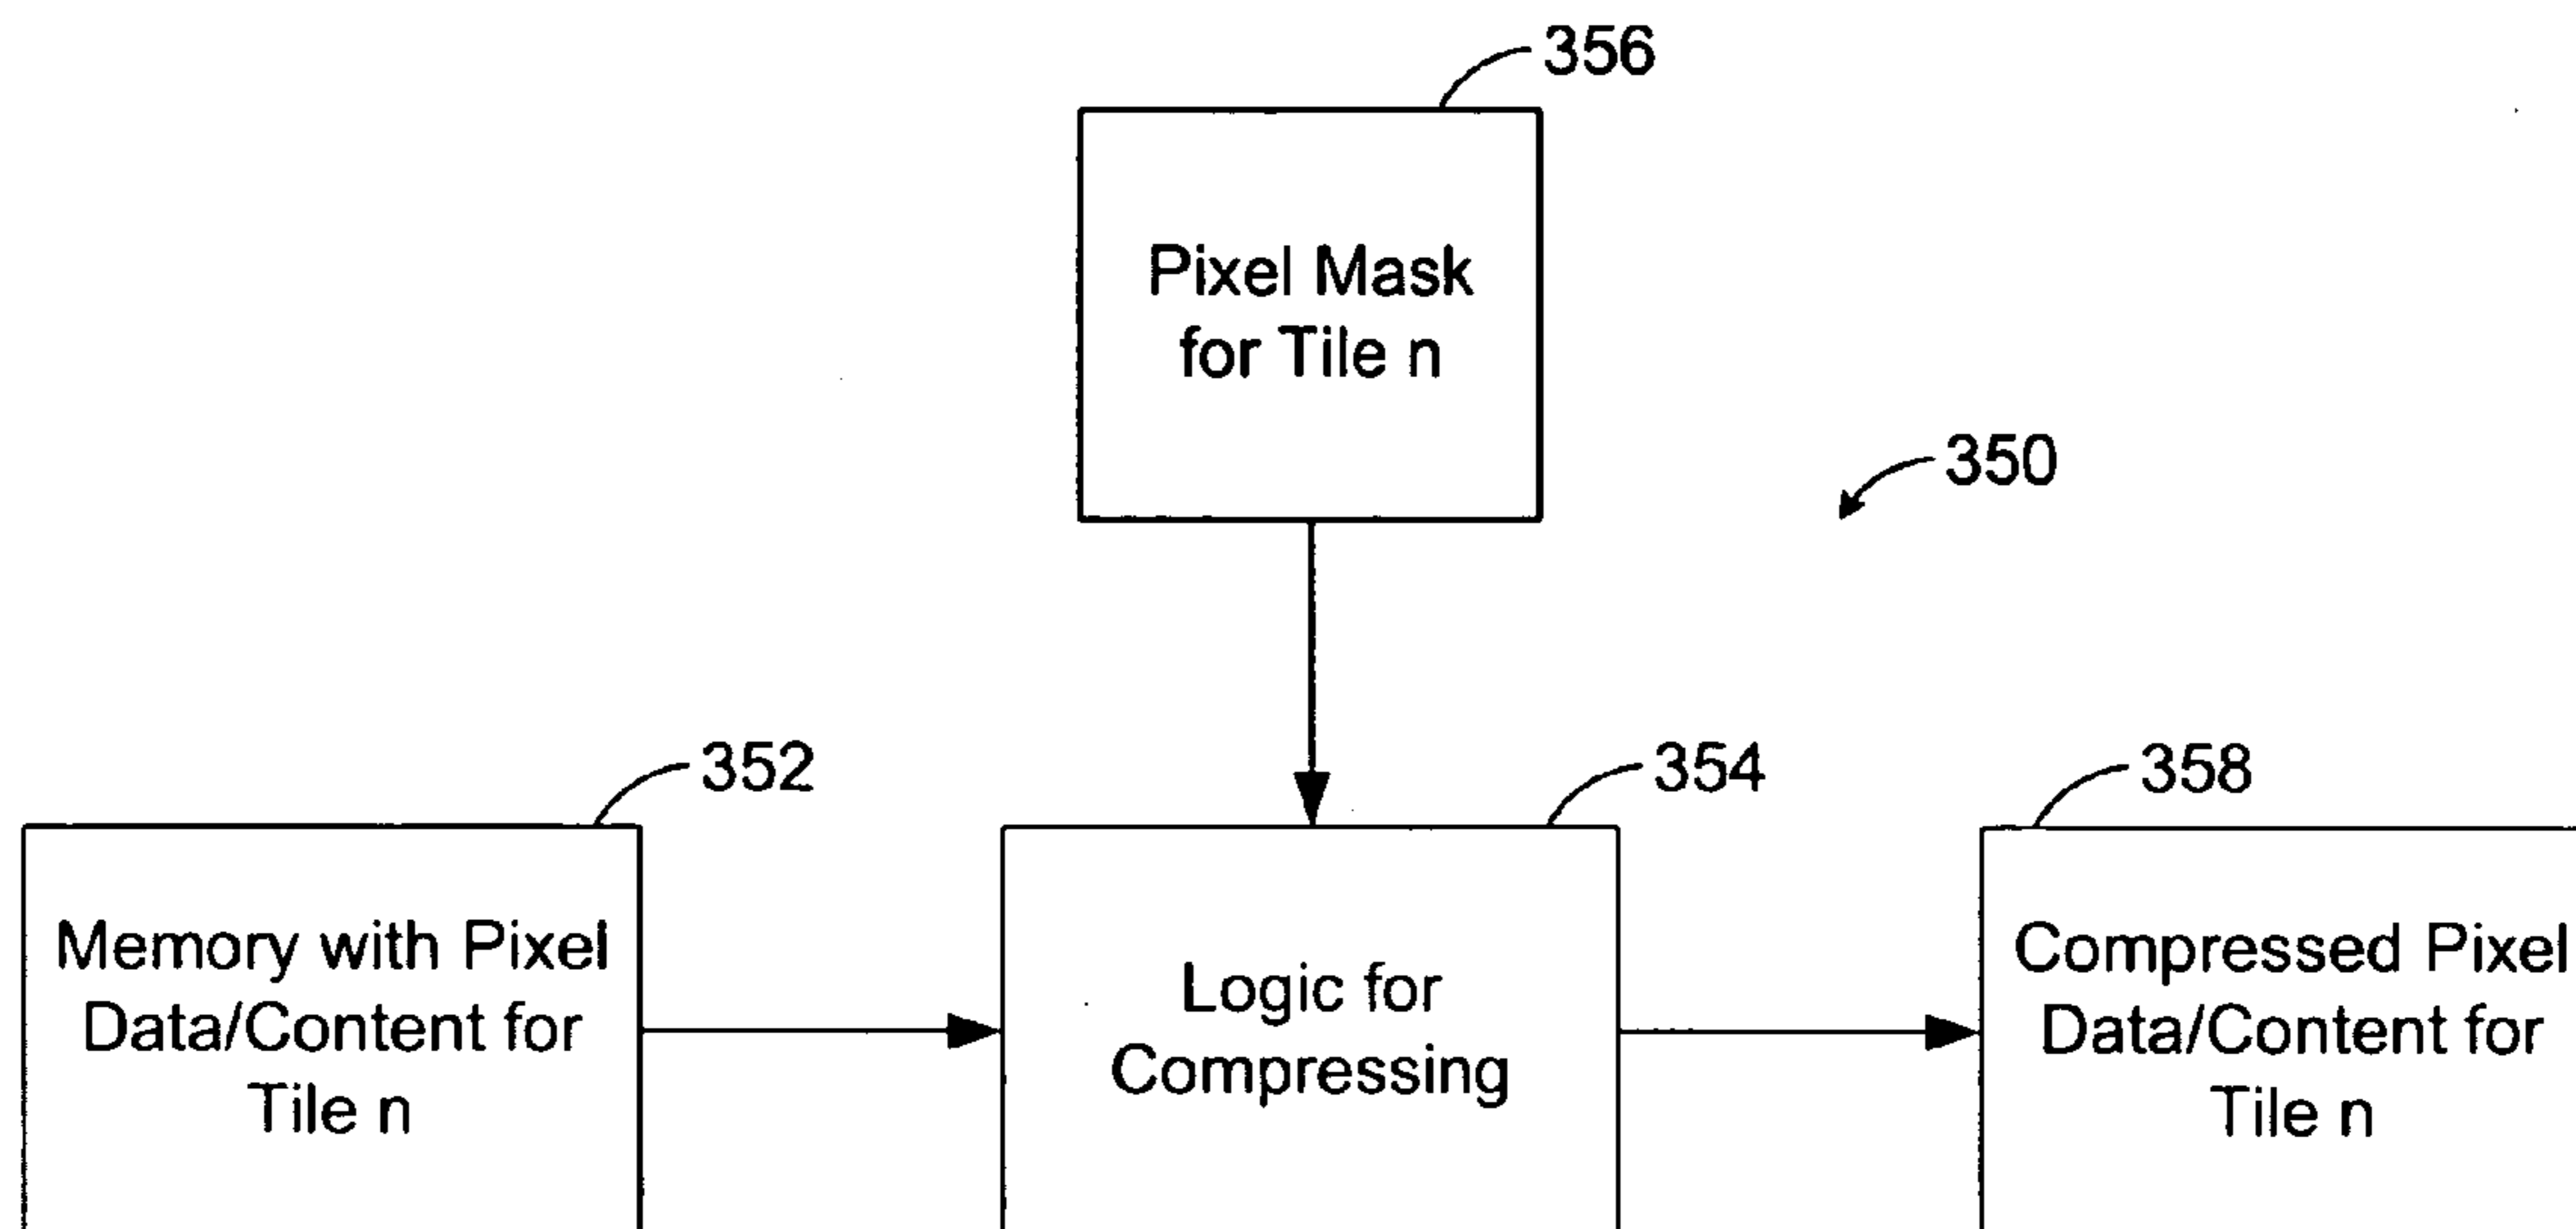 356
Pixel Mask
for Tile n
350
352
354
358
Memory with Pixel
Data/Content for
Tile n
Logic for
Compressing
Compressed Pixel
Data/Content for
Tile n